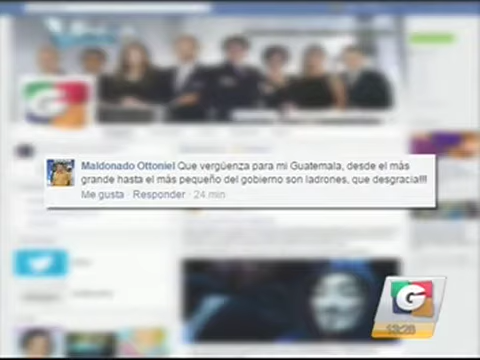 Maldonado Ottoniel Que vergüenza para mi Guatemala, desde el más
grande hasta el más pequeño del gobierno son ladrones, que desgracia!!!
Me gusta · Responder · 24 min
G
G
13:28